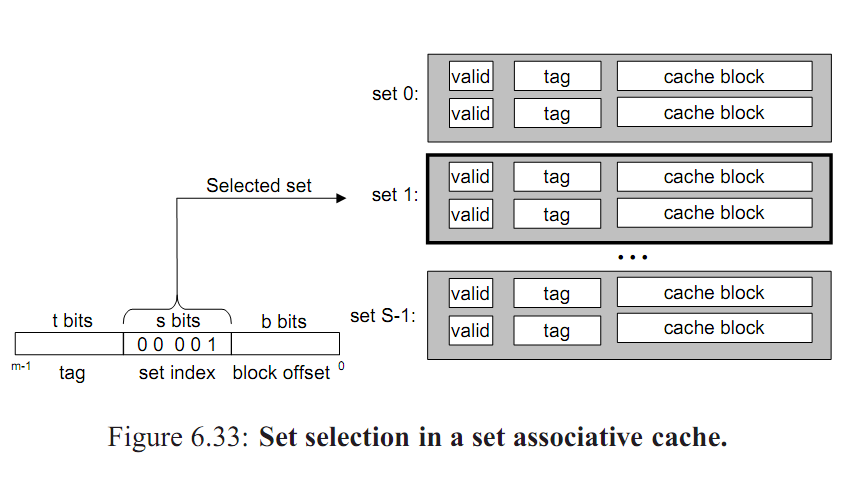 valid tag cache block
set 0:
valid tag cache block
Selected set
valid tag cache block
set 1:
valid tag cache block
...
valid tag cache block
set S-1:
valid tag cache block
t bits s bits b bits
0 0 0 0 1
m-1 tag set index block offset 0
Figure 6.33: Set selection in a set associative cache.